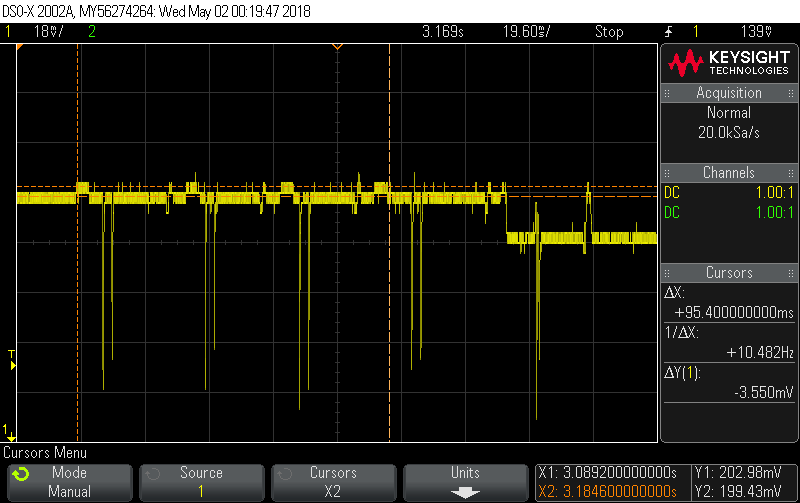 DSO-X 2002A, MY56274264: Wed May 02 00:19:47 2018
1 18mV/ 2 3.169s 19.60ms/ Stop 1 139mV
KEYSIGHT
TECHNOLOGIES
Acquisition
Normal
20.0kSa/s
Channels
DC 1.00:1
DC 1.00:1
Cursors
ΔX:
+95.400000000ms
1/ΔX:
+10.482Hz
ΔY(1):
-3.550mV
T
1
Cursors Menu
Mode
Manual
Source
1
Cursors
X2
Units
X1: 3.089200000000s Y1: 202.98mV
X2: 3.184600000000s Y2: 199.43mV